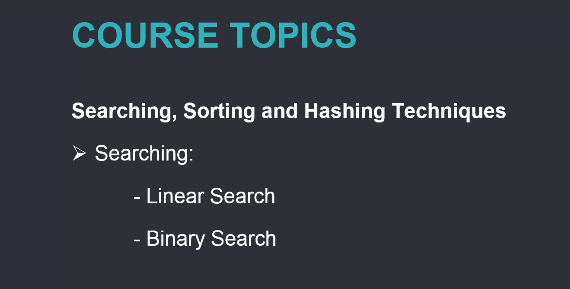 COURSE TOPICS
Searching, Sorting and Hashing Techniques
➢ Searching:
- Linear Search
- Binary Search